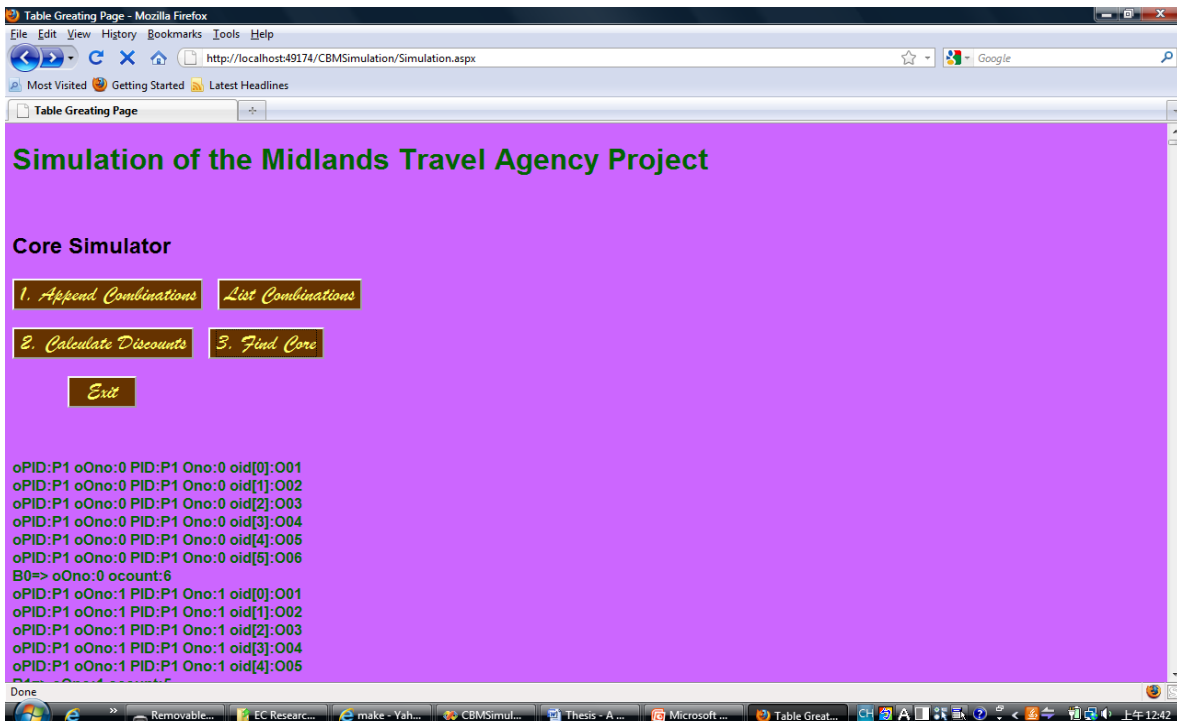 Table Greating Page - Mozilla Firefox
File Edit View History Bookmarks Tools Help
http://localhost:49174/CBMSimulation/Simulation.aspx
Google
Most Visited Getting Started Latest Headlines
Table Greating Page
Simulation of the Midlands Travel Agency Project
Core Simulator
1. Append Combinations List Combinations
2. Calculate Discounts 3. Find Core
Exit
oPID:P1 oOno:0 PID:P1 Ono:0 oid[0]:O01
oPID:P1 oOno:0 PID:P1 Ono:0 oid[1]:O02
oPID:P1 oOno:0 PID:P1 Ono:0 oid[2]:O03
oPID:P1 oOno:0 PID:P1 Ono:0 oid[3]:O04
oPID:P1 oOno:0 PID:P1 Ono:0 oid[4]:O05
oPID:P1 oOno:0 PID:P1 Ono:0 oid[5]:O06
B0=> oOno:0 ocount:6
oPID:P1 oOno:1 PID:P1 Ono:1 oid[0]:O01
oPID:P1 oOno:1 PID:P1 Ono:1 oid[1]:O02
oPID:P1 oOno:1 PID:P1 Ono:1 oid[2]:O03
oPID:P1 oOno:1 PID:P1 Ono:1 oid[3]:O04
oPID:P1 oOno:1 PID:P1 Ono:1 oid[4]:O05
Done
Removable... EC Researc... make - Yah... CBMSimul... Thesis - A ... Microsoft ... Table Great... CH A 上午 12:42